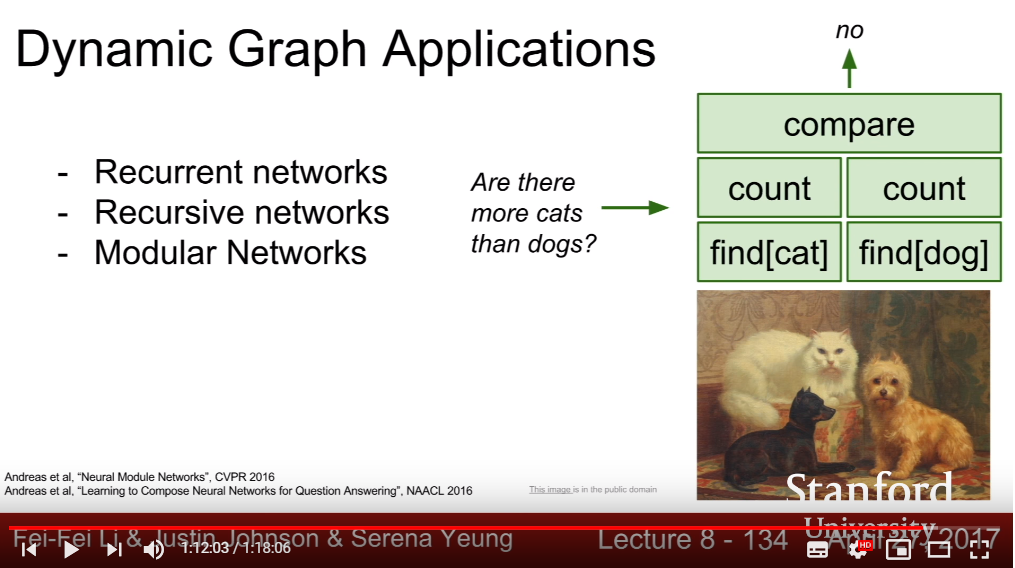 Dynamic Graph Applications
no
compare
count
count
find[cat]
find[dog]
- Recurrent networks
- Recursive networks
- Modular Networks
Are there
more cats
than dogs?
Andreas et al, “Neural Module Networks”, CVPR 2016
Andreas et al, “Learning to Compose Neural Networks for Question Answering”, NAACL 2016
This image is in the public domain
Stanford
University
Fei-Fei Li & Justin Johnson & Serena Yeung
Lecture 8 - 134
April 27, 2017
1:12:03 / 1:18:06
HD